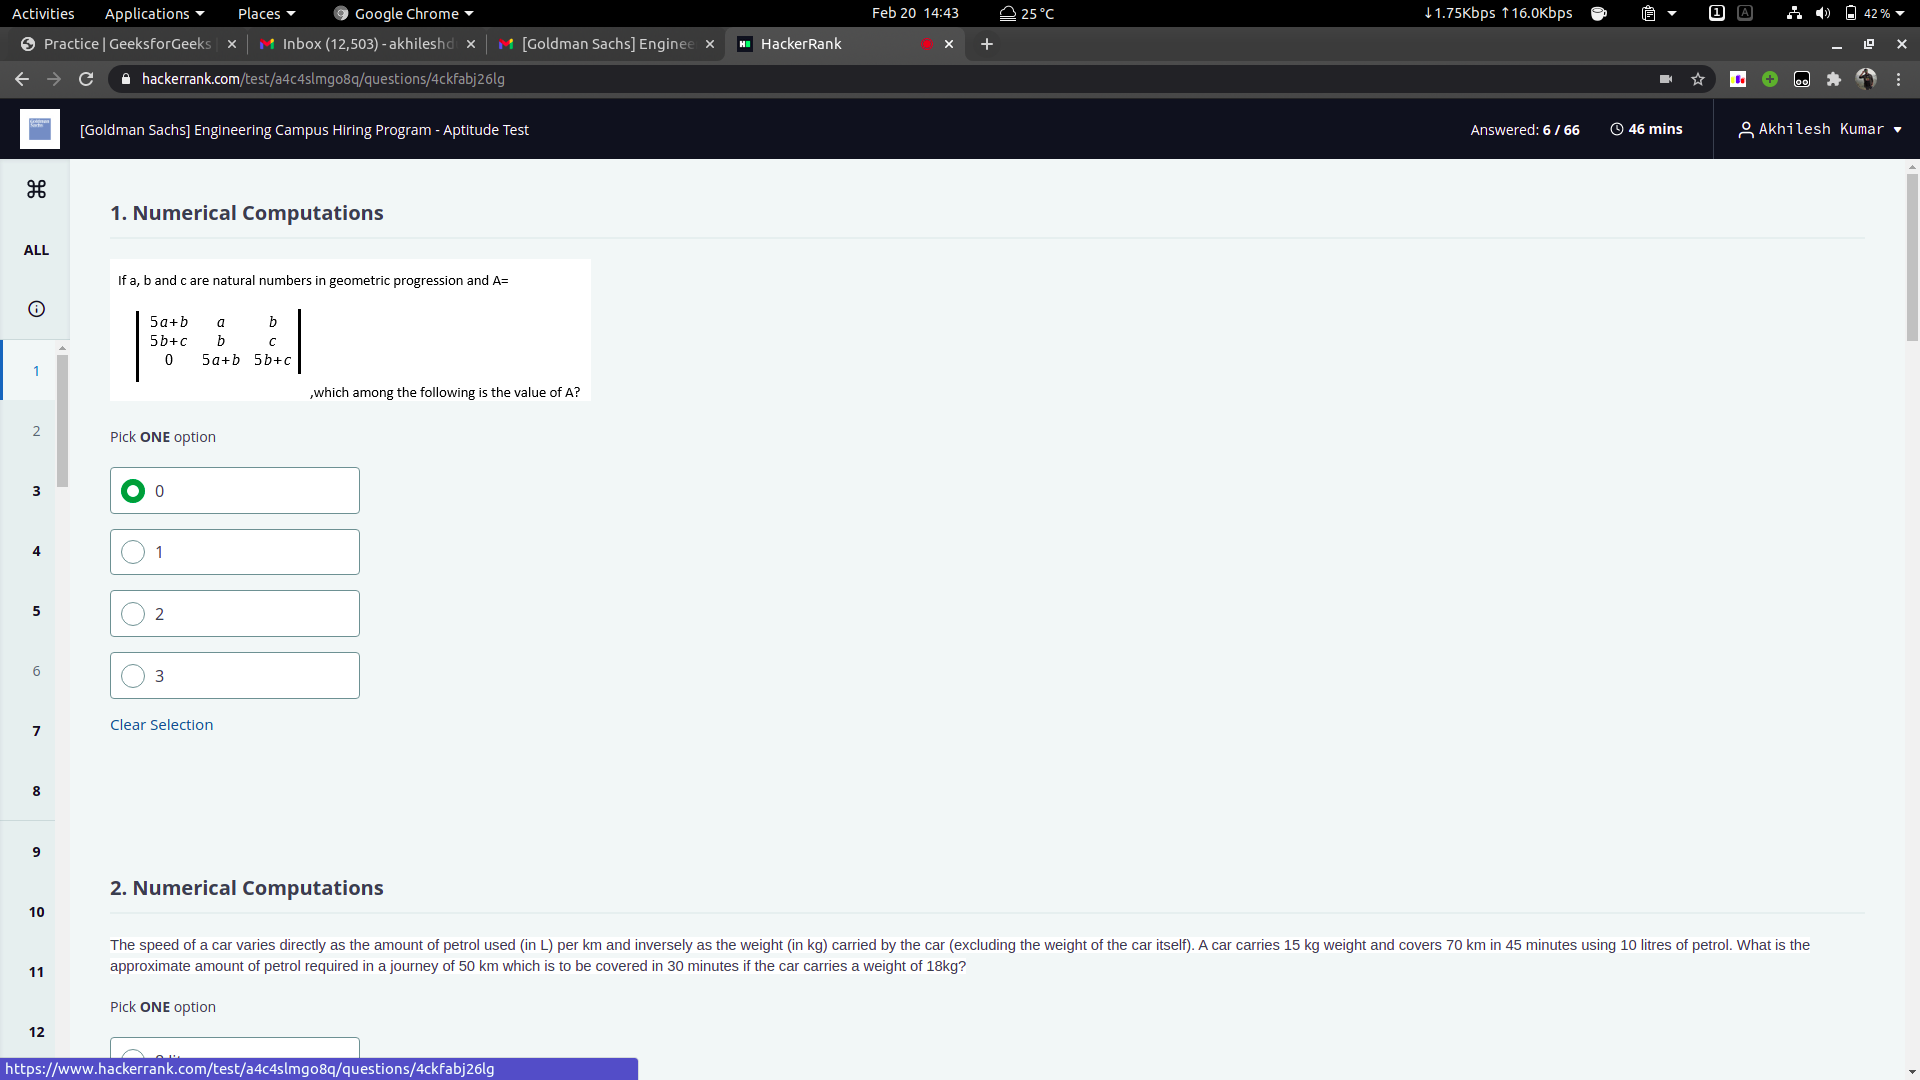 Activities Applications Places Google Chrome Feb 20 14:43 25 °C ↓1.75Kbps ↑16.0Kbps 1 A 42 %
Practice | GeeksforGeeks Inbox (12,503) - akhileshd [Goldman Sachs] Enginee HackerRank
hackerrank.com/test/a4c4slmgo8q/questions/4ckfabj26lg
[Goldman Sachs] Engineering Campus Hiring Program - Aptitude Test Answered: 6 / 66 46 mins Akhilesh Kumar
ALL
1
2
3
4
5
6
7
8
9
10
11
12
1. Numerical Computations
If a, b and c are natural numbers in geometric progression and A=
5a+b a b
5b+c b c
0 5a+b 5b+c
,which among the following is the value of A?
Pick ONE option
0
1
2
3
Clear Selection
2. Numerical Computations
The speed of a car varies directly as the amount of petrol used (in L) per km and inversely as the weight (in kg) carried by the car (excluding the weight of the car itself). A car carries 15 kg weight and covers 70 km in 45 minutes using 10 litres of petrol. What is the
approximate amount of petrol required in a journey of 50 km which is to be covered in 30 minutes if the car carries a weight of 18kg?
Pick ONE option
https://www.hackerrank.com/test/a4c4slmgo8q/questions/4ckfabj26lg